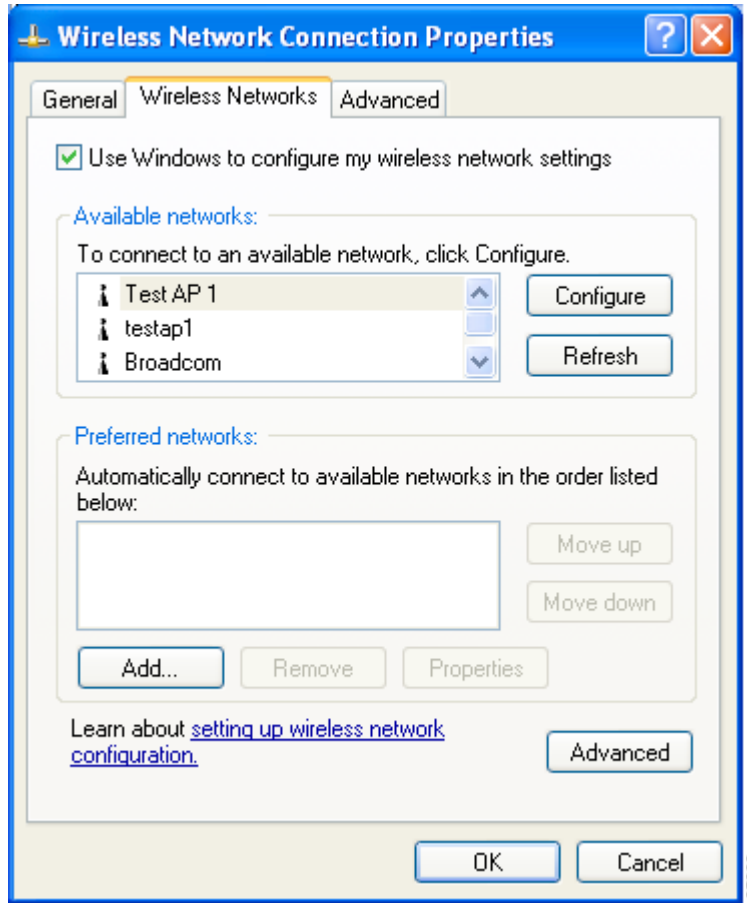 Wireless Network Connection Properties
General
Wireless Networks
Advanced
Use Windows to configure my wireless network settings
Available networks:
To connect to an available network, click Configure.
Test AP 1
testap1
Broadcom
Configure
Refresh
Preferred networks:
Automatically connect to available networks in the order listed
below:
Move up
Move down
Add...
Remove
Properties
Learn about setting up wireless network
configuration.
Advanced
OK
Cancel